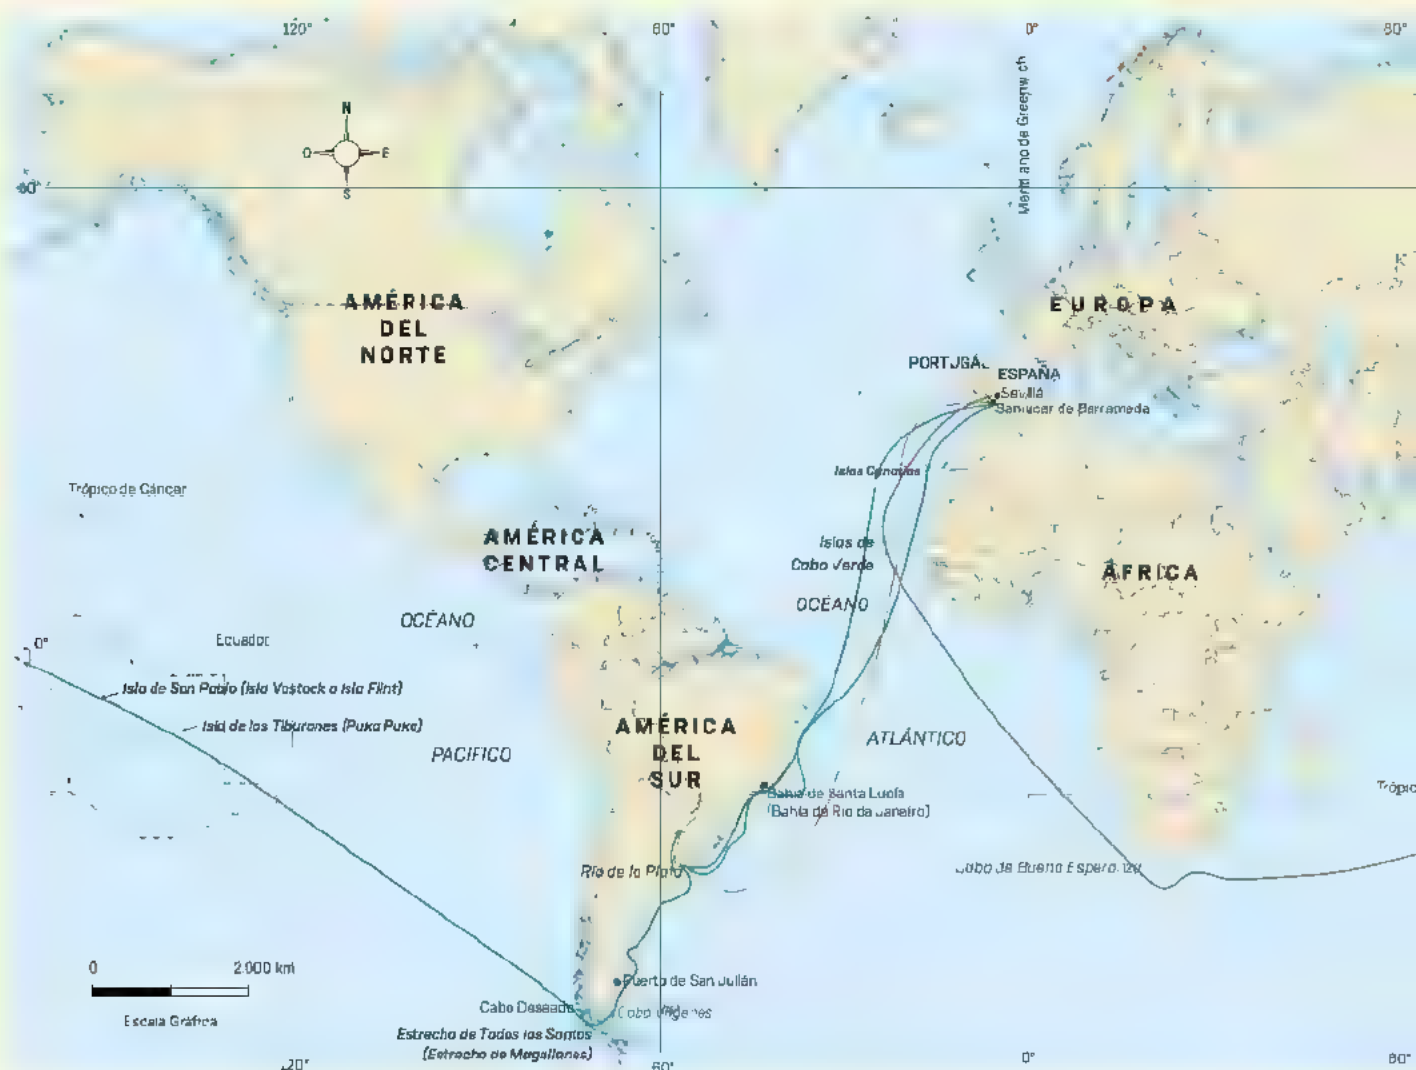 120°
60°
0°
60°
Meridiano de Greenwich
N
O
E
S
60°
AMÉRICA
DEL
NORTE
EUROPA
PORTUGAL
ESPAÑA
Sevilla
Sanlúcar de Barrameda
Islas Canarias
Trópico de Cáncer
AMÉRICA
CENTRAL
Islas de
Cabo Verde
OCÉANO
ÁFRICA
OCÉANO
0°
Ecuador
Isla de San Pablo (Isla Vostock o Isla Flint)
Isla de los Tiburones (Puka Puka)
PACÍFICO
AMÉRICA
DEL
SUR
ATLÁNTICO
Bahía de Santa Lucía
(Bahía de Río de Janeiro)
Trópic
Río de la Plata
Cabo de Buena Esperanza
0
2.000 km
Escala Gráfica
Puerto de San Julián
Cabo Deseado
Cabo Vírgenes
Estrecho de Todos los Santos
(Estrecho de Magallanes)
120°
60°
0°
60°